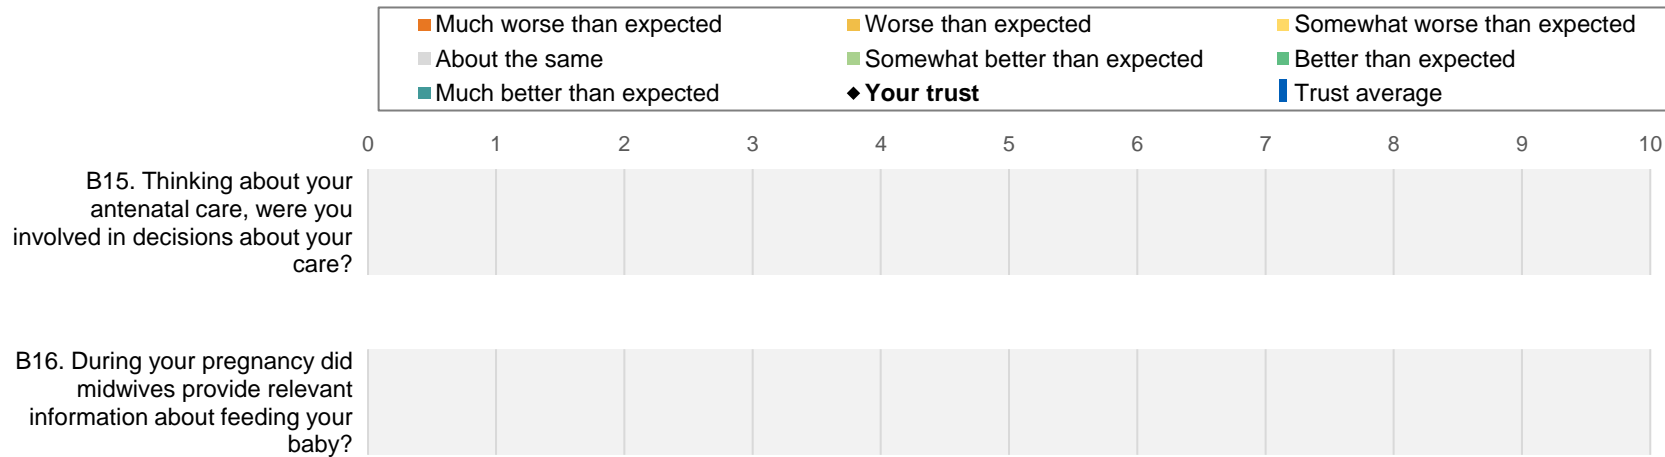 Much worse than expected Worse than expected Somewhat worse than expected
About the same Somewhat better than expected Better than expected
Much better than expected Your trust Trust average
0 1 2 3 4 5 6 7 8 9 10
B15. Thinking about your
antenatal care, were you
involved in decisions about your
care?
B16. During your pregnancy did
midwives provide relevant
information about feeding your
baby?